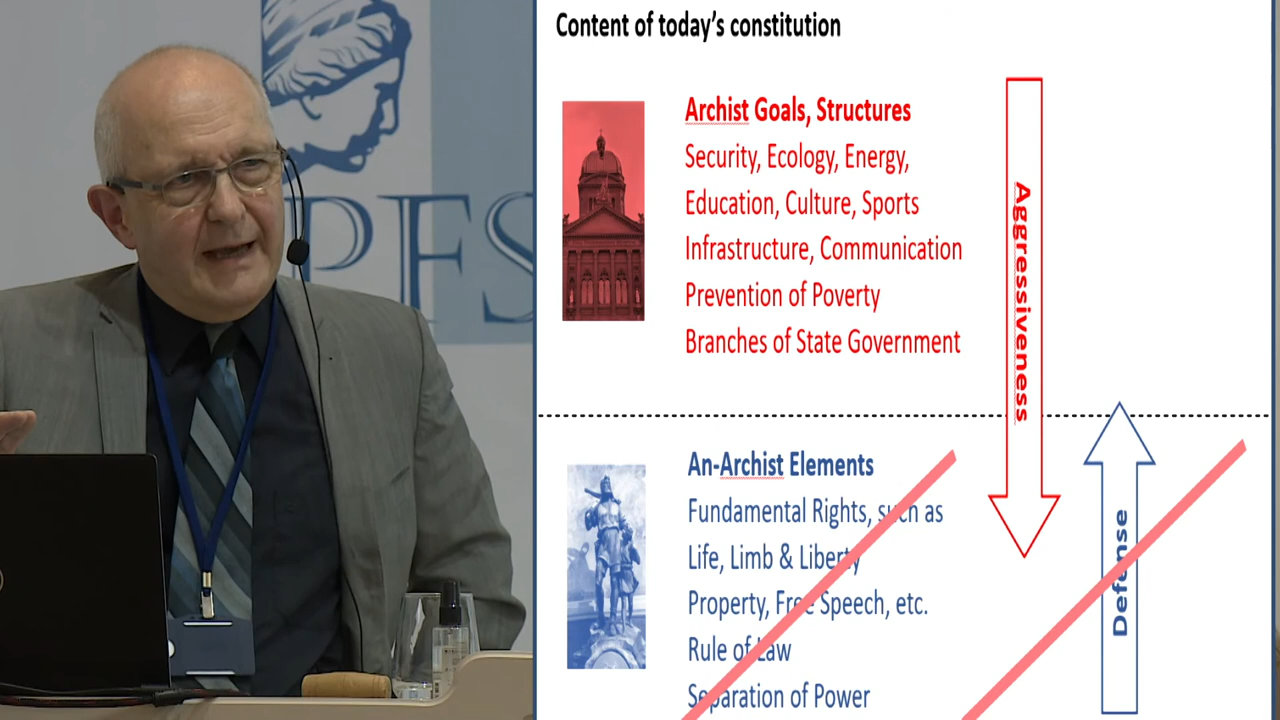 PFS
Content of today's constitution
Archist Goals, Structures
Security, Ecology, Energy,
Education, Culture, Sports
Infrastructure, Communication
Prevention of Poverty
Branches of State Government
Aggressiveness
An-Archist Elements
Fundamental Rights, such as
Life, Limb & Liberty
Property, Free Speech, etc.
Rule of Law
Separation of Power
Defense